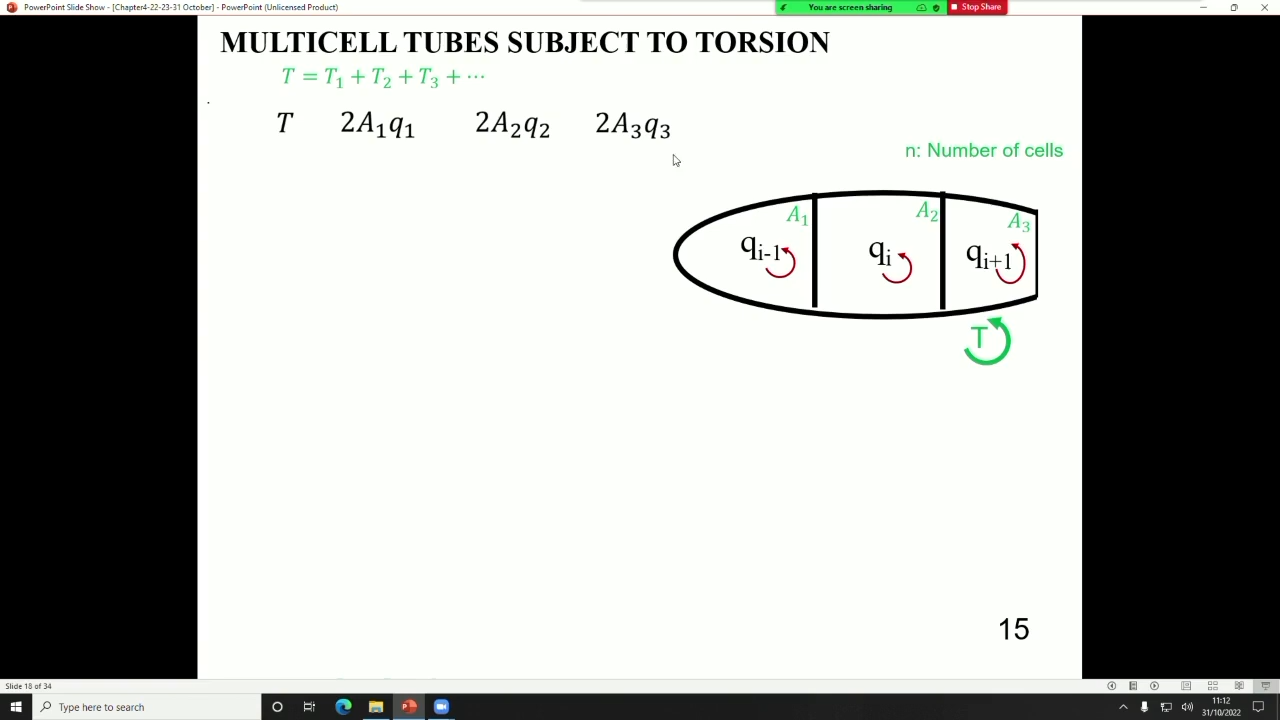 PowerPoint Slide Show - [Chapter4-22-23-31 October] - PowerPoint (Unlicensed Product)
You are screen sharing
Stop Share
MULTICELL TUBES SUBJECT TO TORSION
T = T₁ + T₂ + T₃ + ⋯
T 2A₁q₁ 2A₂q₂ 2A₃q₃
n: Number of cells
A₁ A₂ A₃
qᵢ₋₁ qᵢ qᵢ₊₁
T
15
Slide 18 of 34
Type here to search
11:12
31/10/2022